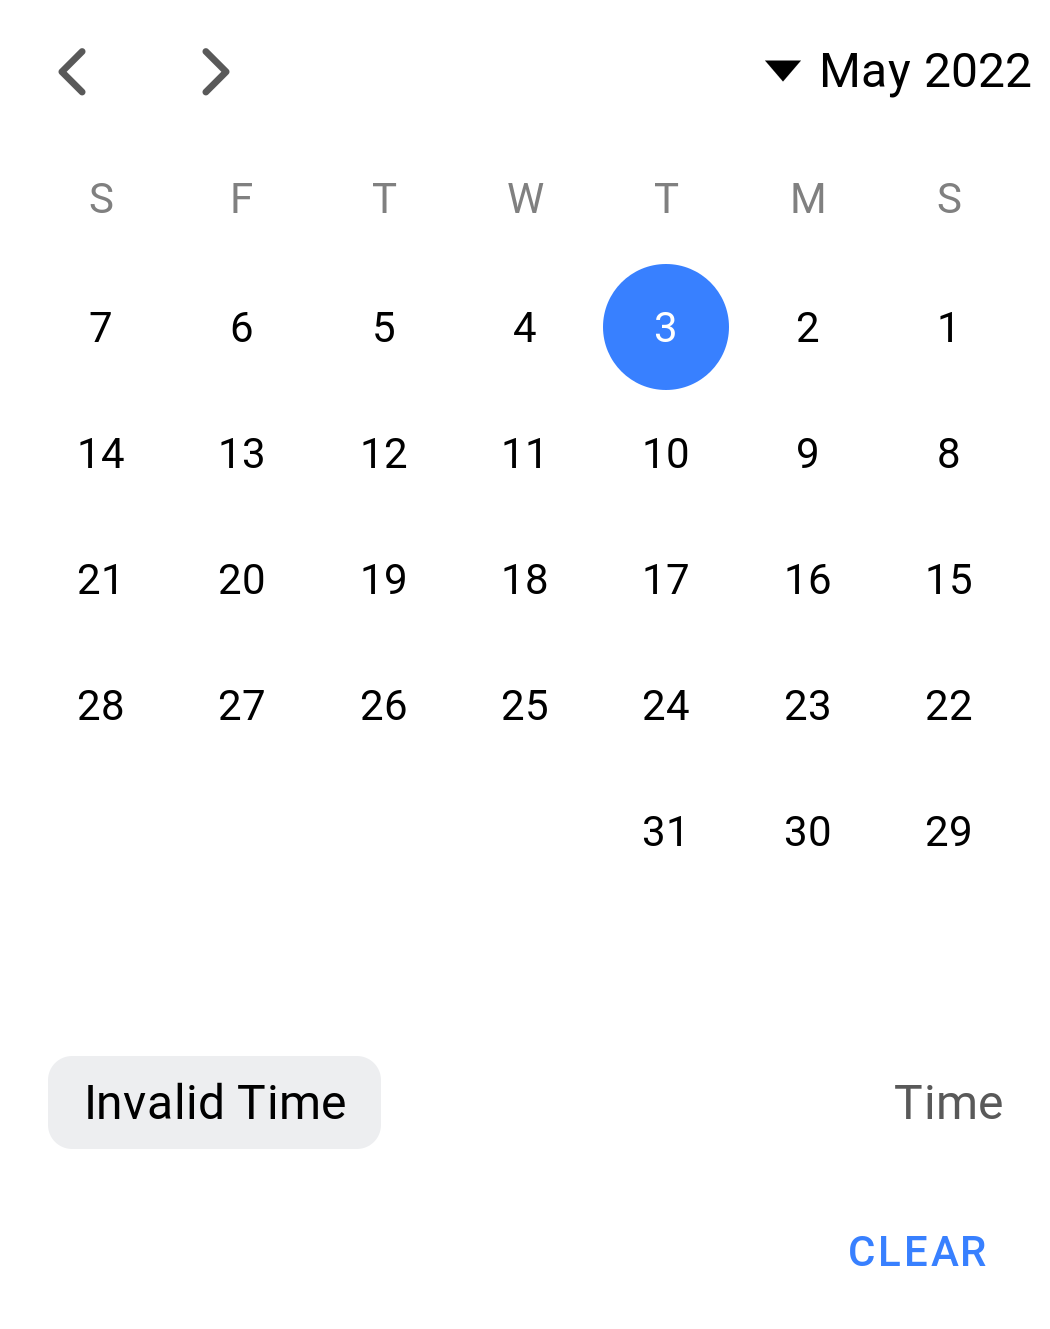 May 2022
S F T W T M S
7 6 5 4 3 2 1
14 13 12 11 10 9 8
21 20 19 18 17 16 15
28 27 26 25 24 23 22
31 30 29
Invalid Time Time
CLEAR